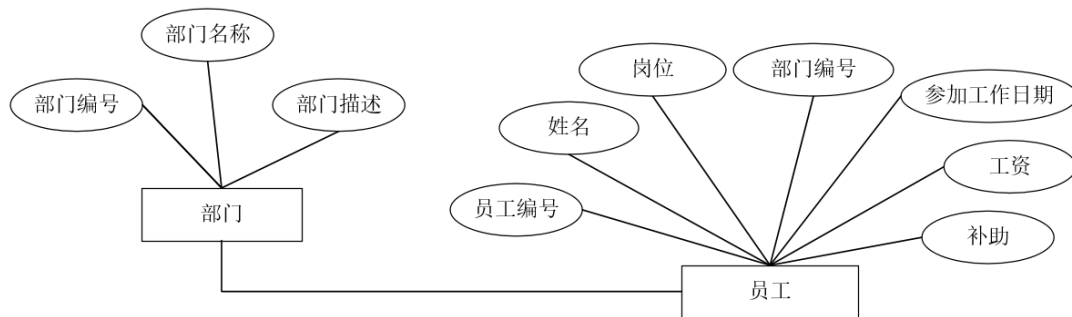 部门名称
部门编号
部门描述
部门
岗位
部门编号
参加工作日期
姓名
工资
员工编号
补助
员工